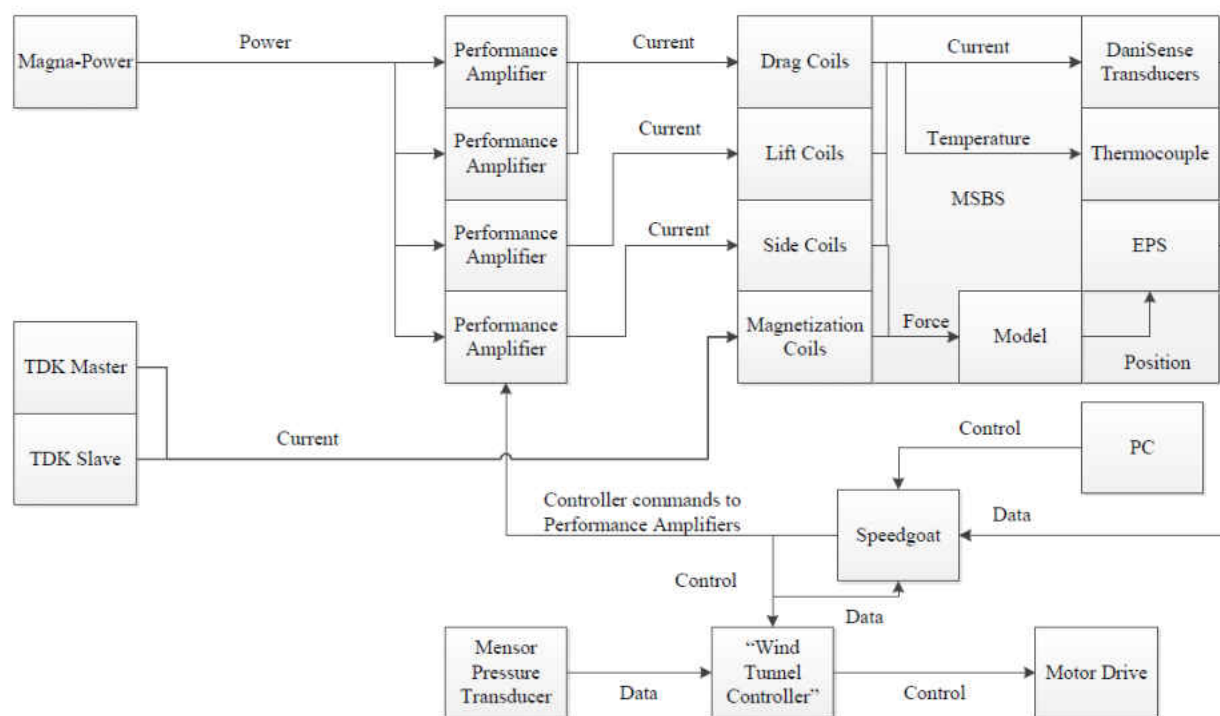 Magna-Power
Power
Performance
Amplifier
Current
Drag Coils
Current
DaniSense
Transducers
Performance
Amplifier
Current
Lift Coils
Temperature
Thermocouple
MSBS
Performance
Amplifier
Current
Side Coils
EPS
Performance
Amplifier
Magnetization
Coils
Force
Model
Position
TDK Master
TDK Slave
Current
Control
PC
Controller commands to
Performance Amplifiers
Speedgoat
Data
Control
Data
Mensor
Pressure
Transducer
Data
“Wind
Tunnel
Controller”
Control
Motor Drive